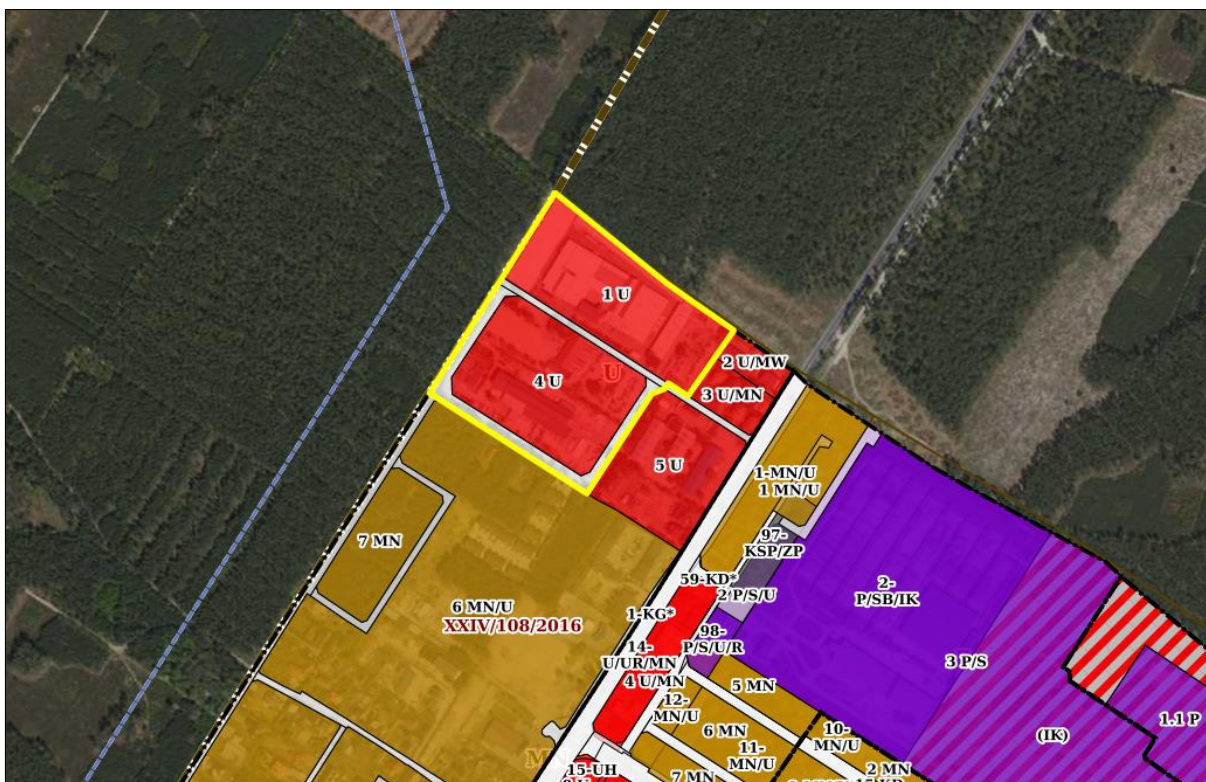 1 U
2 U/MW
U
4 U
3 U/MN
5 U
1-MN/U
1 MN/U
7 MN
97-
KSP/ZP
59-KD*
2 P/S/U
2-
P/SB/IK
6 MN/U
XXIV/108/2016
1-KG*
98-
P/S/U/R
14-
U/UR/MN
4 U/MN
3 P/S
5 MN
12-
MN/U
1.1 P
6 MN
10-
MN/U
(IK)
11-
MN/U
MN
15-UH
7 MN
2 MN